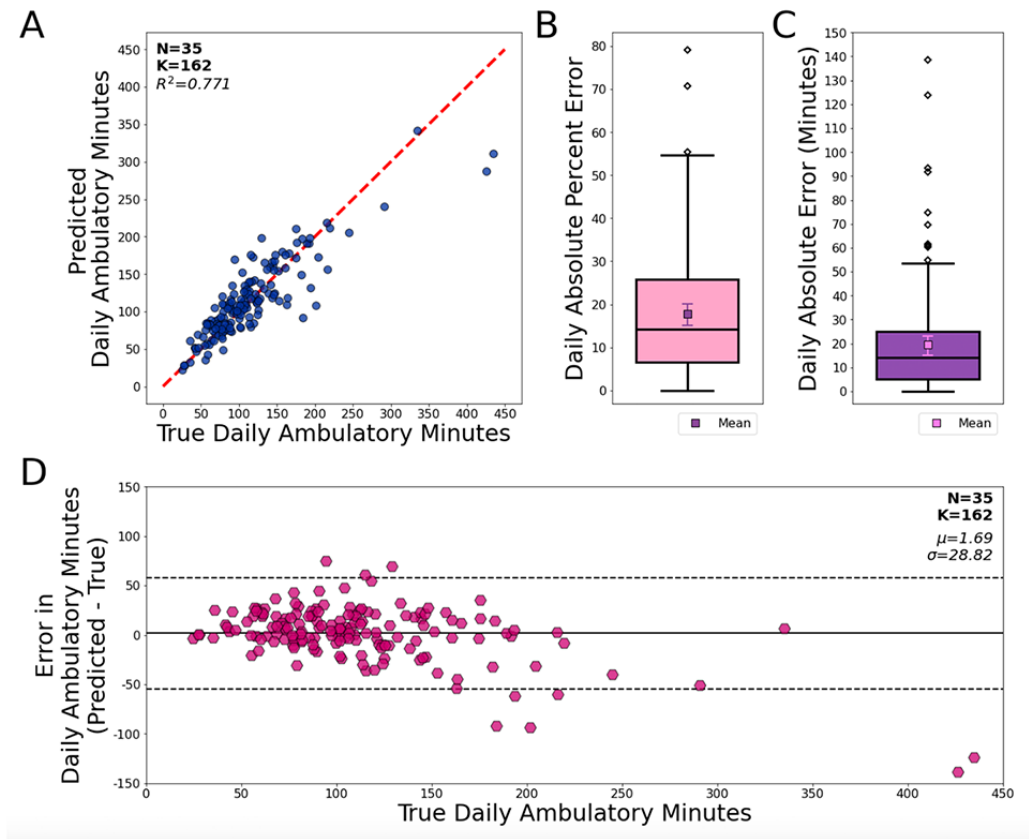 A
N=35
K=162
R²=0.771
450
400
350
300
250
200
150
100
50
0
Predicted
Daily Ambulatory Minutes
0 50 100 150 200 250 300 350 400 450
True Daily Ambulatory Minutes
B
80
70
60
50
40
30
20
10
0
Daily Absolute Percent Error
Mean
C
150
140
130
120
110
100
90
80
70
60
50
40
30
20
10
0
Daily Absolute Error (Minutes)
Mean
D
N=35
K=162
μ=1.69
σ=28.82
150
100
50
0
-50
-100
-150
Error in
Daily Ambulatory Minutes
(Predicted - True)
0 50 100 150 200 250 300 350 400 450
True Daily Ambulatory Minutes